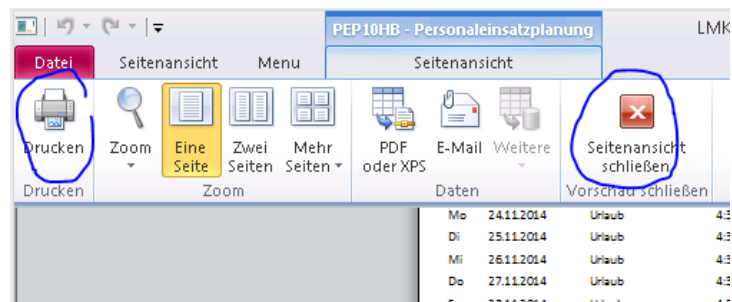 PEP10HB - Personaleinsatzplanung LMK
Datei Seitenansicht Menu Seitenansicht
Drucken Zoom Eine Seite Zwei Seiten Mehr Seiten PDF oder XPS E-Mail Weitere Seitenansicht schließen
Drucken Zoom Daten Vorschau schließen
Mo 24.11.2014 Urlaub
Di 25.11.2014 Urlaub
Mi 26.11.2014 Urlaub
Do 27.11.2014 Urlaub